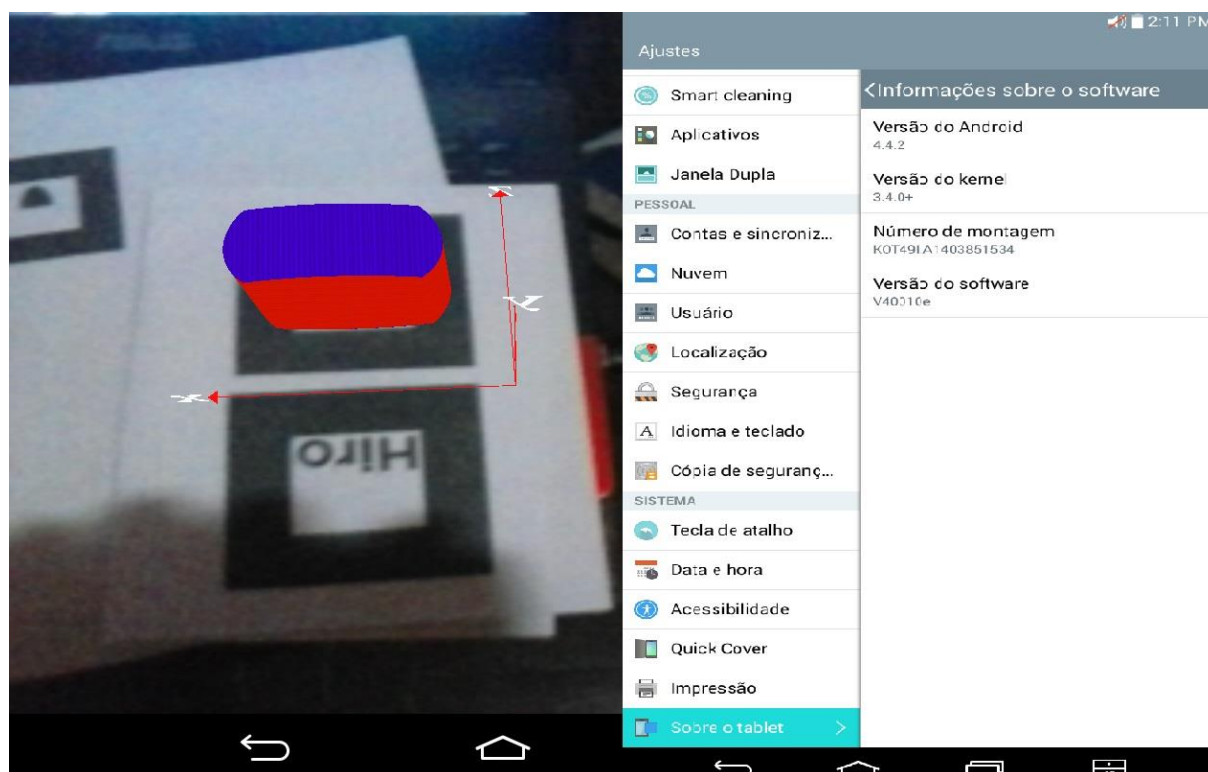 Hiro
2:11 PM
Ajustes
Smart cleaning
Aplicativos
Janela Dupla
PESSOAL
Contas e sincroniz...
Nuvem
Usuário
Localização
Segurança
A Idioma e teclado
Cópia de seguranç...
SISTEMA
Tecla de atalho
Data e hora
Acessibilidade
Quick Cover
Impressão
Sobre o tablet >
<Informações sobre o software
Versão do Android
4.4.2
Versão do kernel
3.4.0+
Número de montagem
KOT49I.A1403851534
Versão do software
V40010e